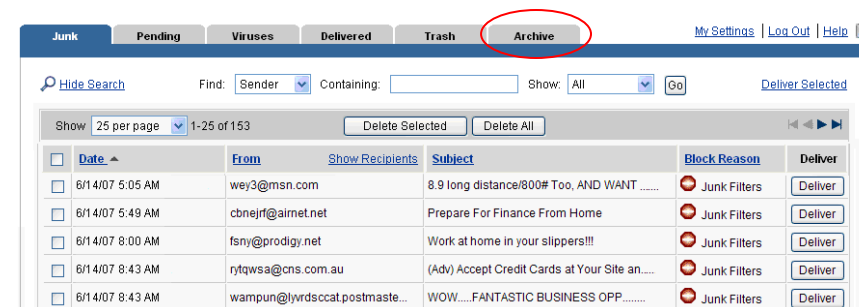 Junk Pending Viruses Delivered Trash Archive My Settings | Log Out | Help
Hide Search Find: Sender Containing: Show: All Go Deliver Selected
Show 25 per page 1-25 of 153 Delete Selected Delete All
Date From Show Recipients Subject Block Reason Deliver
6/14/07 5:05 AM wey3@msn.com 8.9 long distance/800# Too, AND WANT ...... Junk Filters Deliver
6/14/07 5:49 AM cbnejrf@airnet.net Prepare For Finance From Home Junk Filters Deliver
6/14/07 8:00 AM fsny@prodigy.net Work at home in your slippers!!! Junk Filters Deliver
6/14/07 8:43 AM rytqwsa@cns.com.au (Adv) Accept Credit Cards at Your Site an..... Junk Filters Deliver
6/14/07 8:43 AM wampun@lyvrdsccat.postmaste... WOW.....FANTASTIC BUSINESS OPP........ Junk Filters Deliver